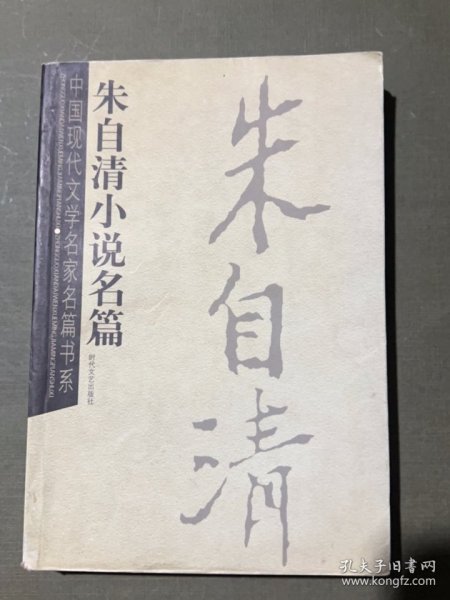 朱自清小说名篇
中国现代文学名家名篇书系
时代文艺出版社
朱自清
孔夫子旧书网
www.kongfz.com